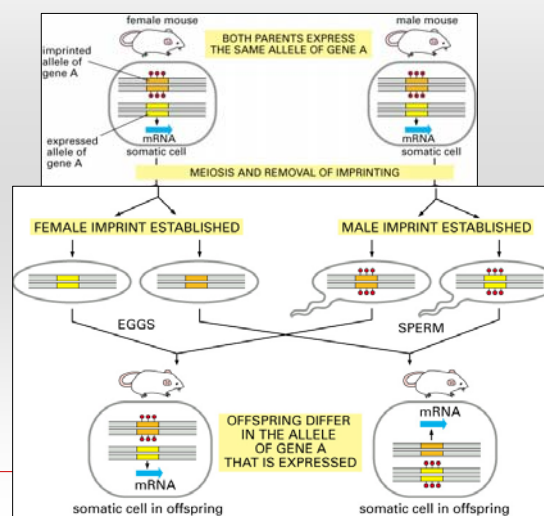 female mouse
BOTH PARENTS EXPRESS
THE SAME ALLELE OF GENE A
male mouse
imprinted
allele of
gene A
expressed
allele of
gene A
mRNA
somatic cell
mRNA
somatic cell
MEIOSIS AND REMOVAL OF IMPRINTING
FEMALE IMPRINT ESTABLISHED
MALE IMPRINT ESTABLISHED
EGGS
SPERM
OFFSPRING DIFFER
IN THE ALLELE
OF GENE A
THAT IS EXPRESSED
mRNA
mRNA
somatic cell in offspring
somatic cell in offspring